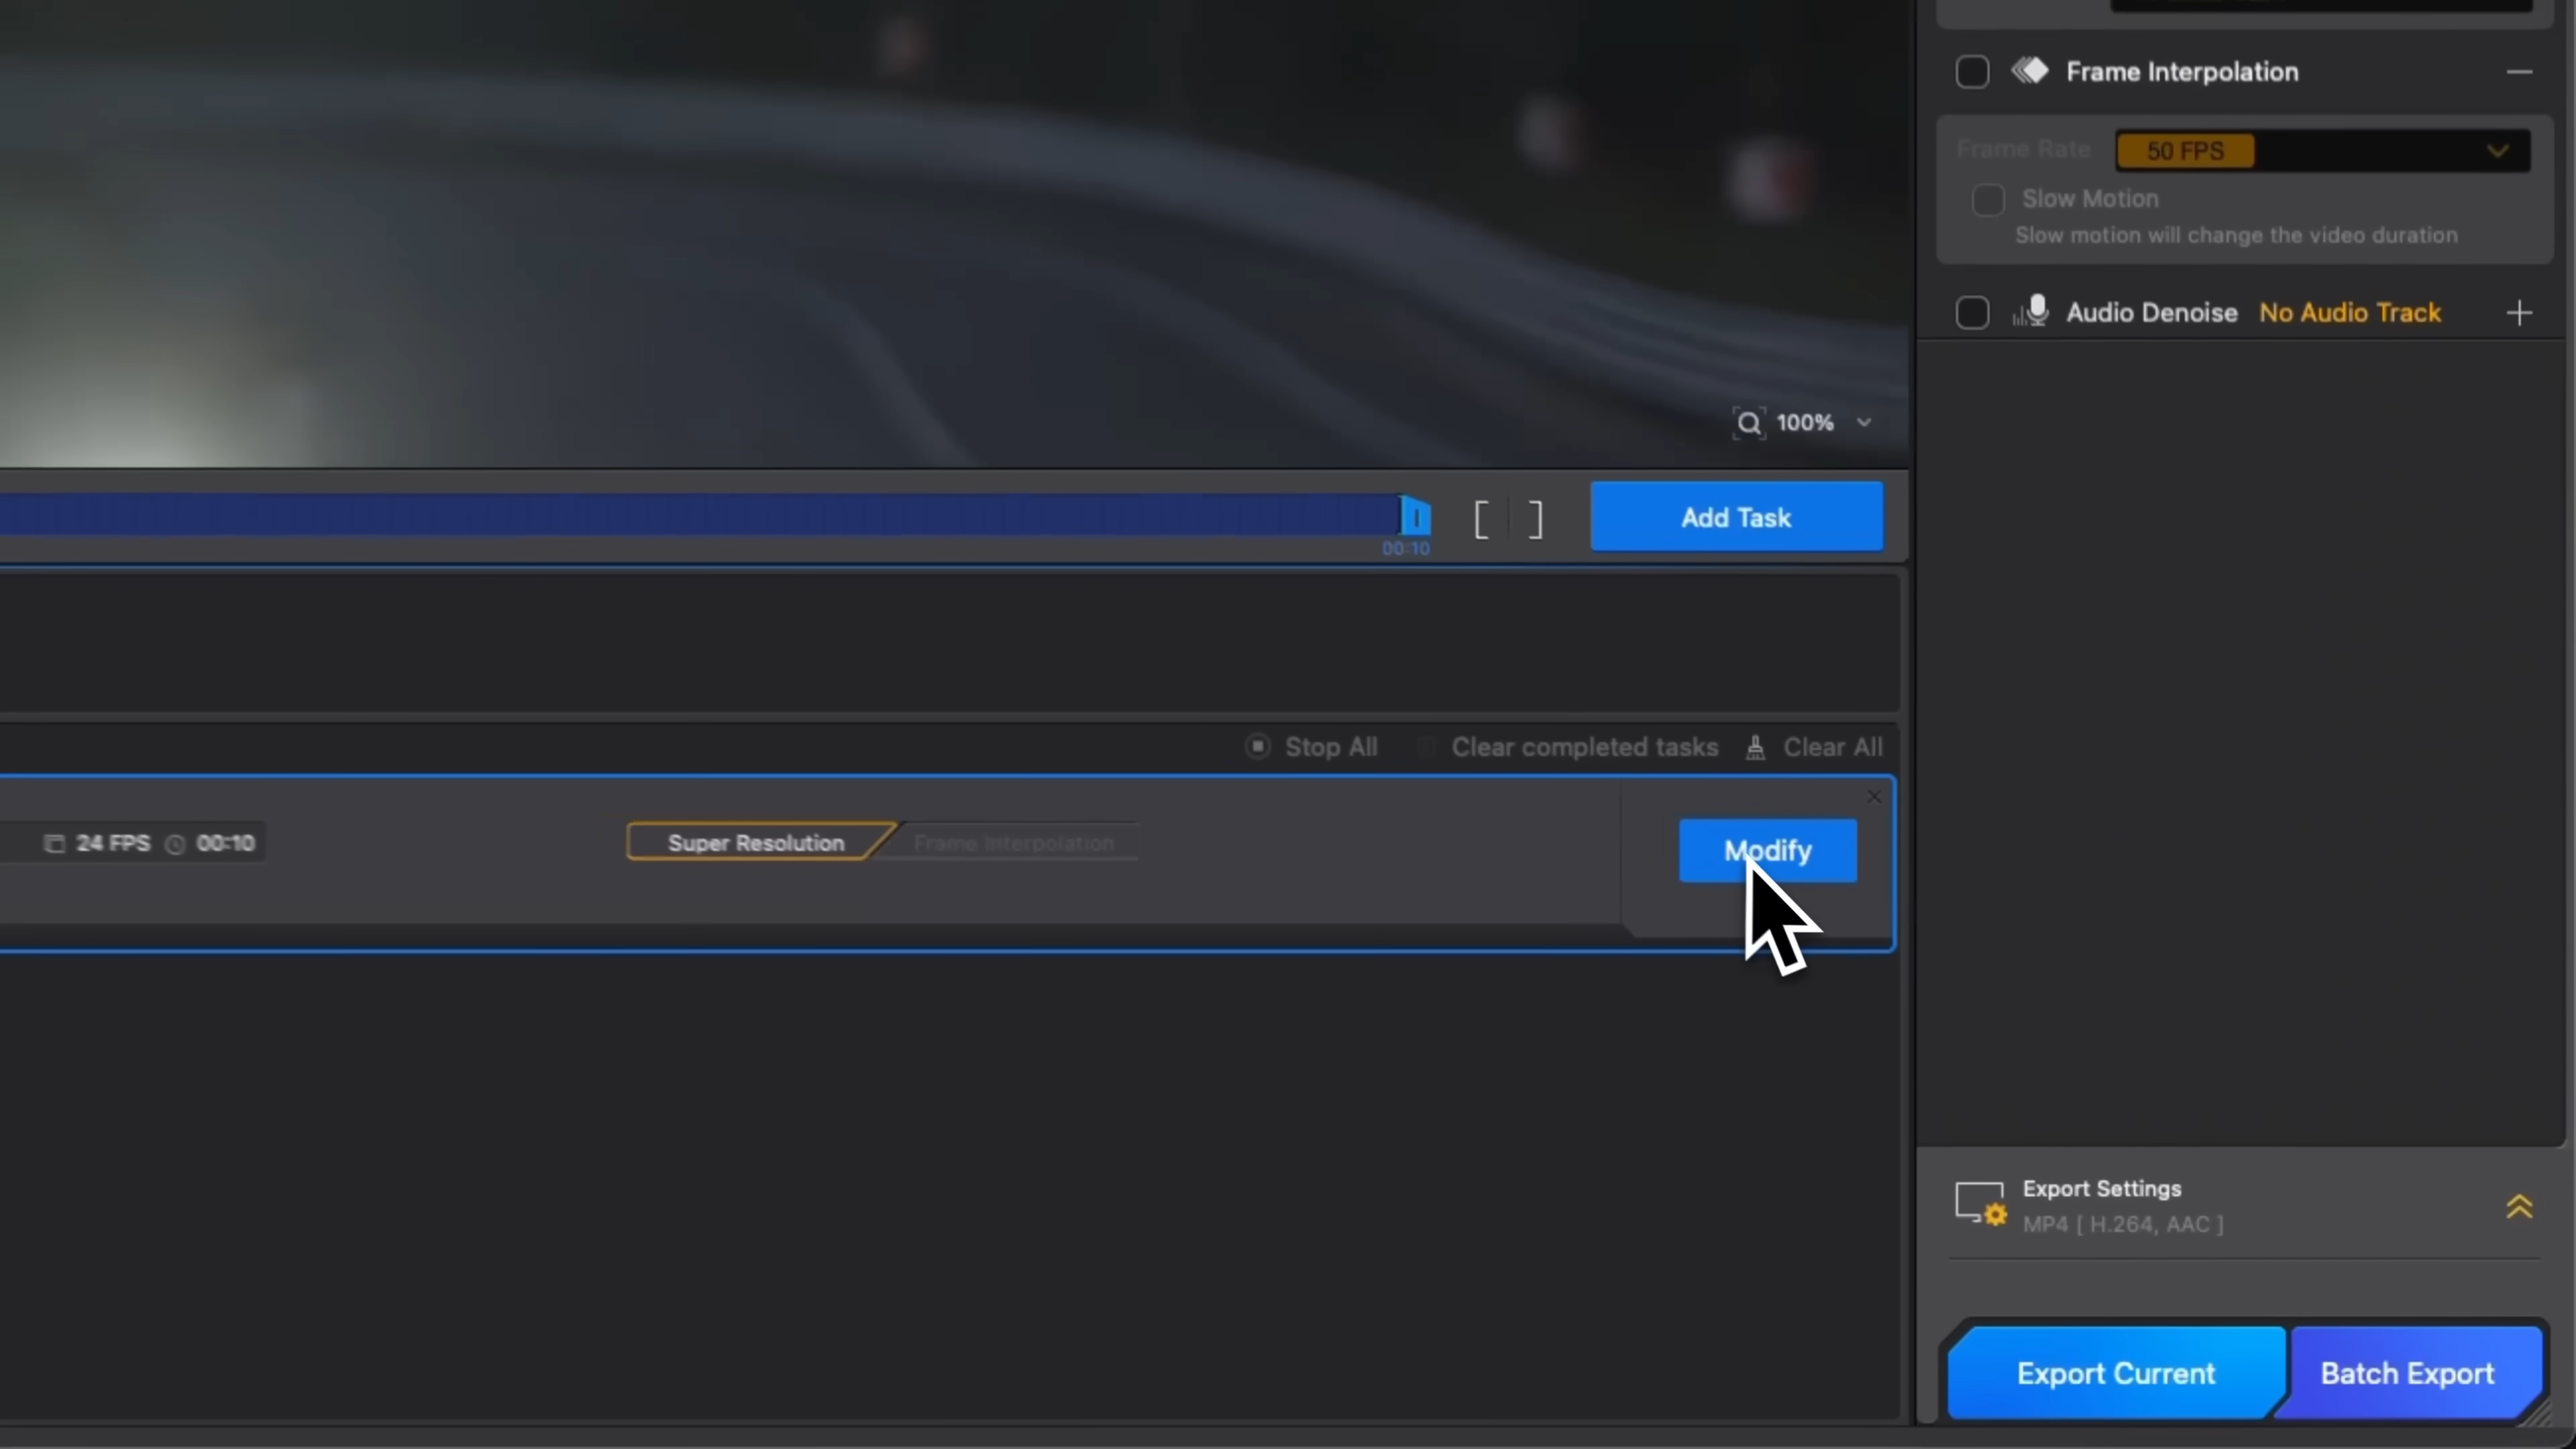 Frame Interpolation
Frame Rate
50 FPS
Slow Motion
Slow motion will change the video duration
Audio Denoise No Audio Track
100%
Add Task
00:10
Stop All
Clear completed tasks
Clear All
24 FPS
00:10
Super Resolution
Frame Interpolation
Modify
Export Settings
MP4 [ H.264, AAC ]
Export Current
Batch Export